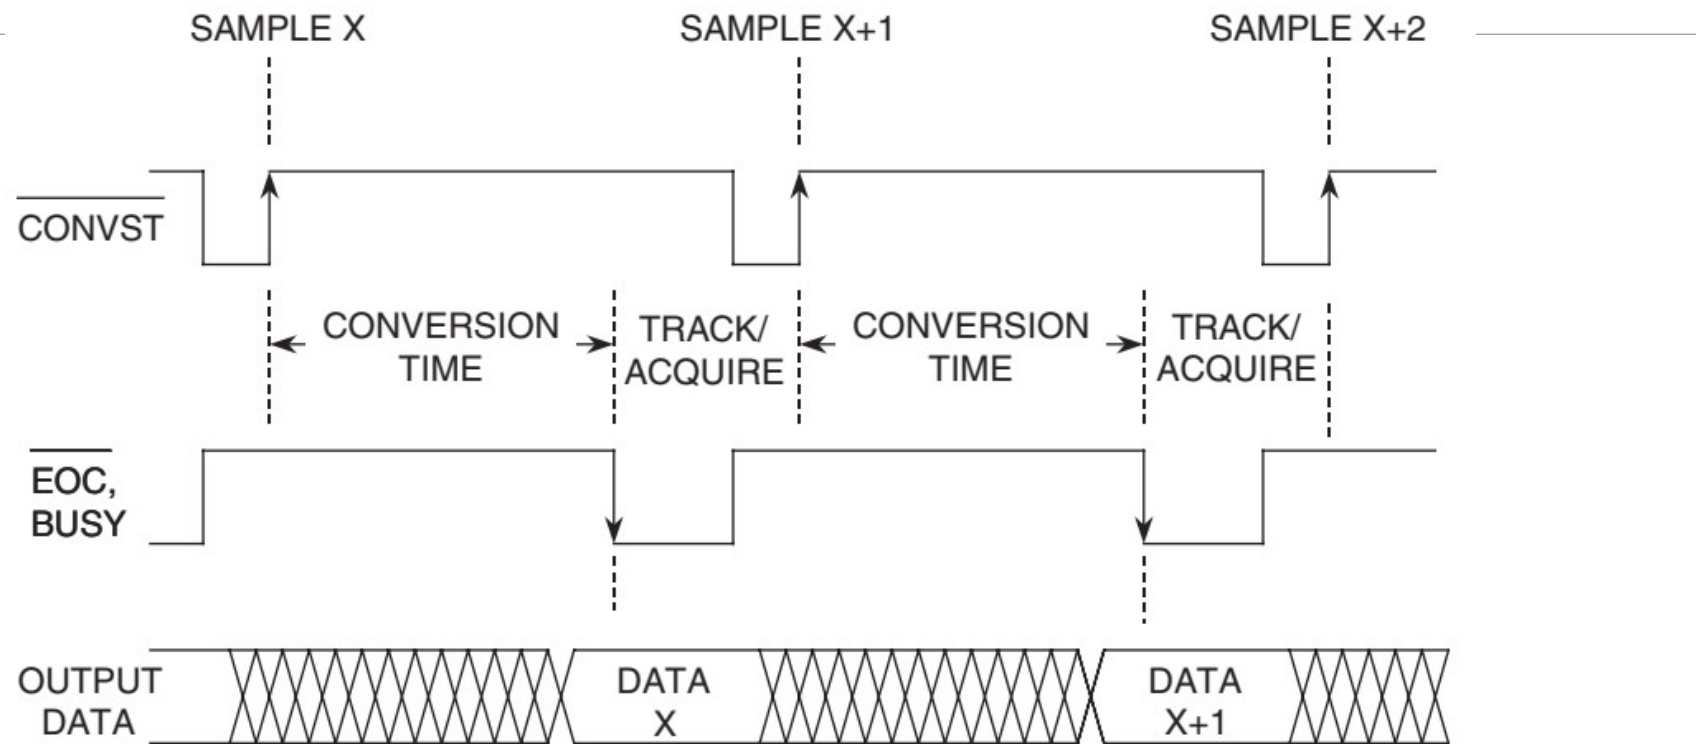 SAMPLE X
SAMPLE X+1
SAMPLE X+2
CONVST
CONVERSION
TIME
TRACK/
ACQUIRE
CONVERSION
TIME
TRACK/
ACQUIRE
EOC,
BUSY
OUTPUT
DATA
DATA
X
DATA
X+1